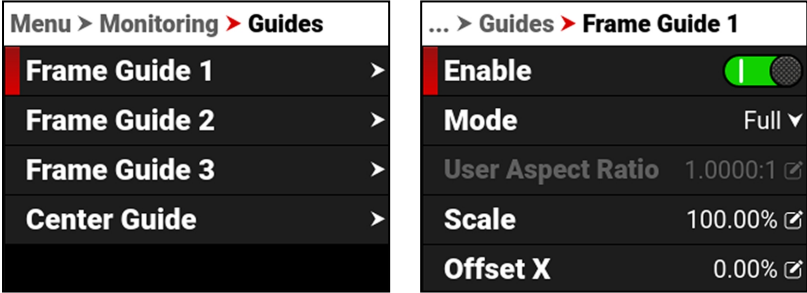 Menu > Monitoring > Guides
Frame Guide 1
Frame Guide 2
Frame Guide 3
Center Guide
... > Guides > Frame Guide 1
Enable
Mode Full
User Aspect Ratio 1.0000:1
Scale 100.00%
Offset X 0.00%